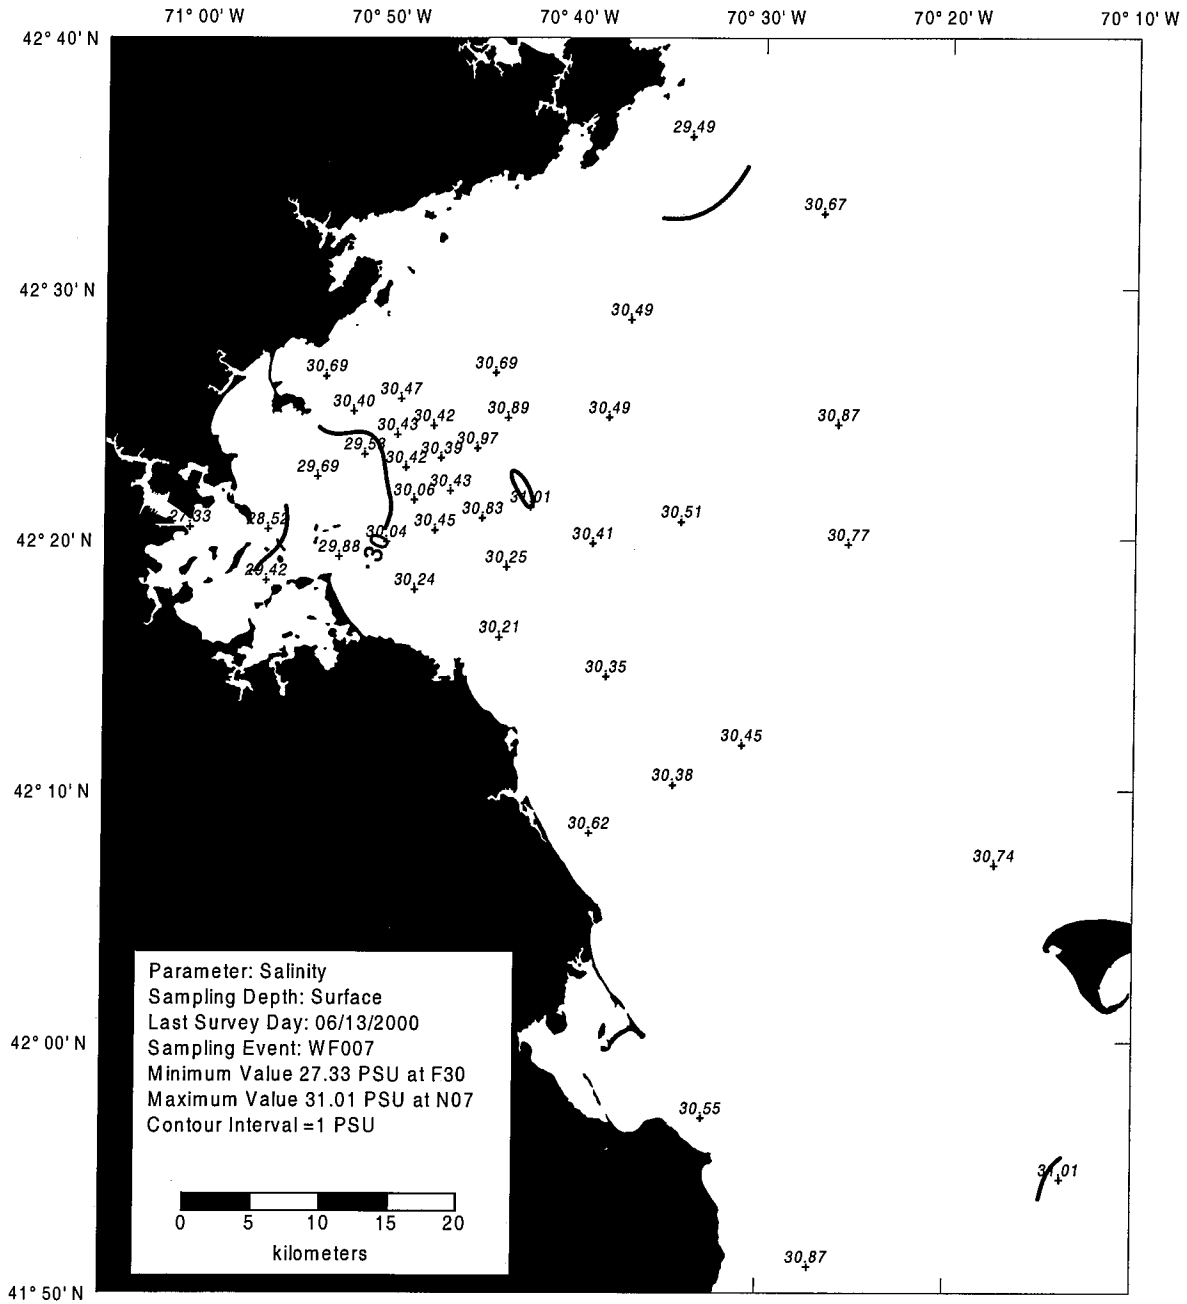 71° 00' W 70° 50' W 70° 40' W 70° 30' W 70° 20' W 70° 10' W
42° 40' N
29.49
30.67
42° 30' N
30.49
30.69 30.69
30.47
30.40 30.89 30.49 30.87
30.43 30.42
29.53 30.39 30.97
29.69 30.42
30.06 30.43 31.01
27.33 28.52 30.83 30.51
42° 20' N
30.04 30.45 30.41 30.77
29.88 30
29.42 30.25
30.24
30.21
30.35
30.45
42° 10' N
30.38
30.62
30.74
Parameter: Salinity
Sampling Depth: Surface
Last Survey Day: 06/13/2000
42° 00' N
Sampling Event: WF007
Minimum Value 27.33 PSU at F30
Maximum Value 31.01 PSU at N07
Contour Interval =1 PSU
30.55
31.01
0 5 10 15 20
kilometers
30.87
41° 50' N